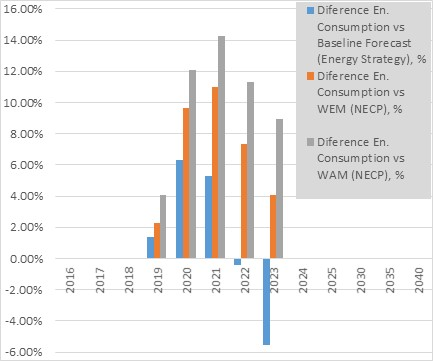 16.00%
14.00%
12.00%
10.00%
8.00%
6.00%
4.00%
2.00%
0.00%
-2.00%
-4.00%
-6.00%
2016
2017
2018
2019
2020
2021
2022
2023
2024
2025
2030
2035
2040
Diference En.
Consumption vs
Baseline Forecast
(Energy Strategy), %
Diference En.
Consumption vs
WEM (NECP), %
Diference En.
Consumption vs
WAM (NECP), %